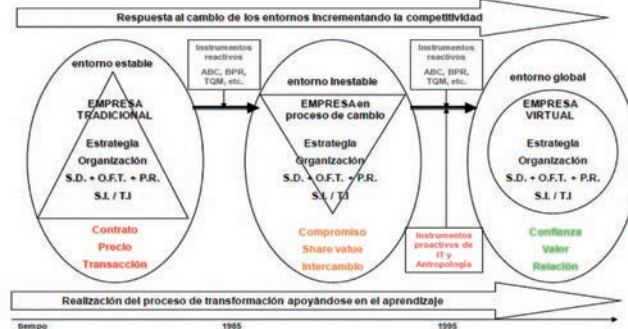 Respuesta al cambio de los entornos Incrementando la competitividad
entorno estable
EMPRESA
TRADICIONAL
Estrategia
Organización
S.D. + O.F.T. + P.R.
S.I. / T.I
Contrato
Precio
Transacción
Instrumentos
reactivos
ABC, BPR,
TQM, etc.
entorno Inestable
EMPRESA en
proceso de cambio
Estrategia
Organización
S.D. + O.F.T. + P.R.
S.I. / T.I
Compromiso
Share value
Intercambio
Instrumentos
reactivos
ABC, BPR,
TQM, etc.
Instrumentos
proactivos de
IT y
Antropología
entorno global
EMPRESA
VIRTUAL
Estrategia
Organización
S.D. + O.F.T. + P.R.
S.I. / T.I
Confianza
Valor
Relación
Realización del proceso de transformación apoyándose en el aprendizaje
tiempo 1985 1995